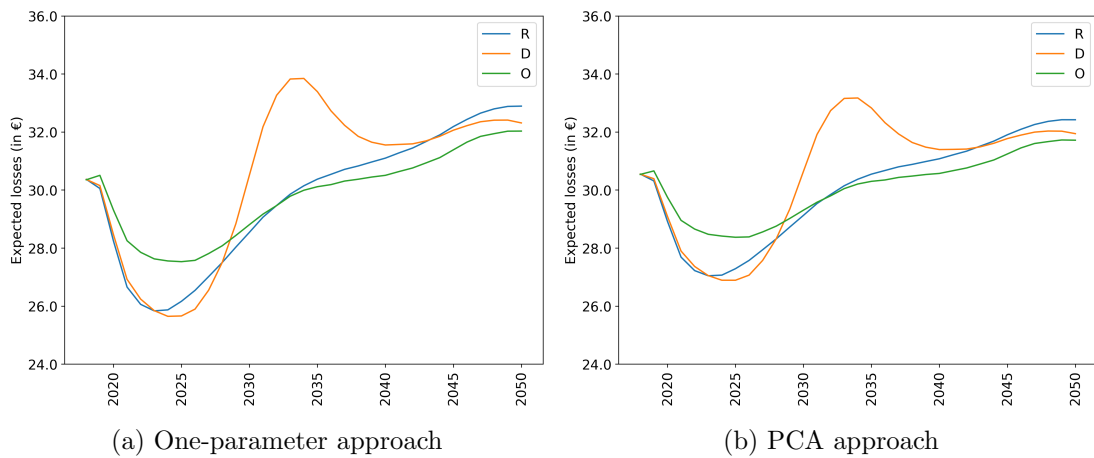 36.0
34.0
32.0
30.0
28.0
26.0
24.0
Expected losses (in €)
R
D
O
2020
2025
2030
2035
2040
2045
2050
(a) One-parameter approach
36.0
34.0
32.0
30.0
28.0
26.0
24.0
Expected losses (in €)
R
D
O
2020
2025
2030
2035
2040
2045
2050
(b) PCA approach